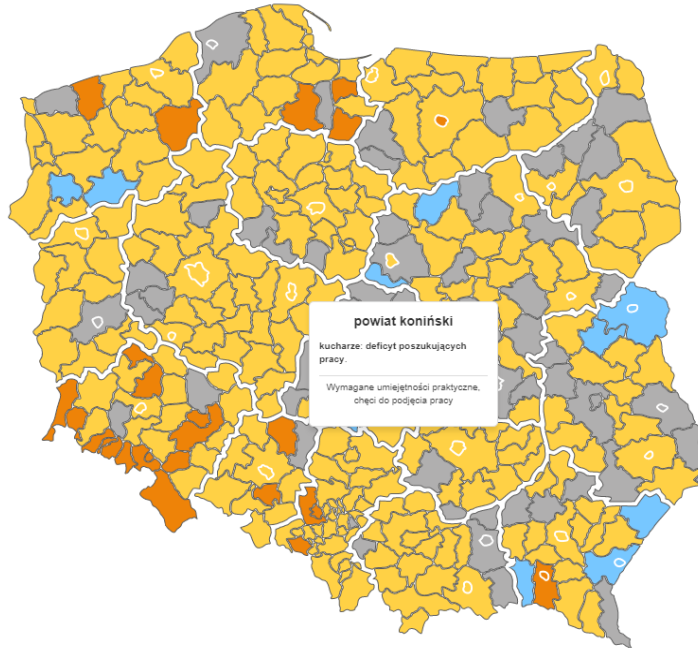 powiat koniński
kucharze: deficyt poszukujących
pracy.
Wymagane umiejętności praktyczne,
chęci do podjęcia pracy